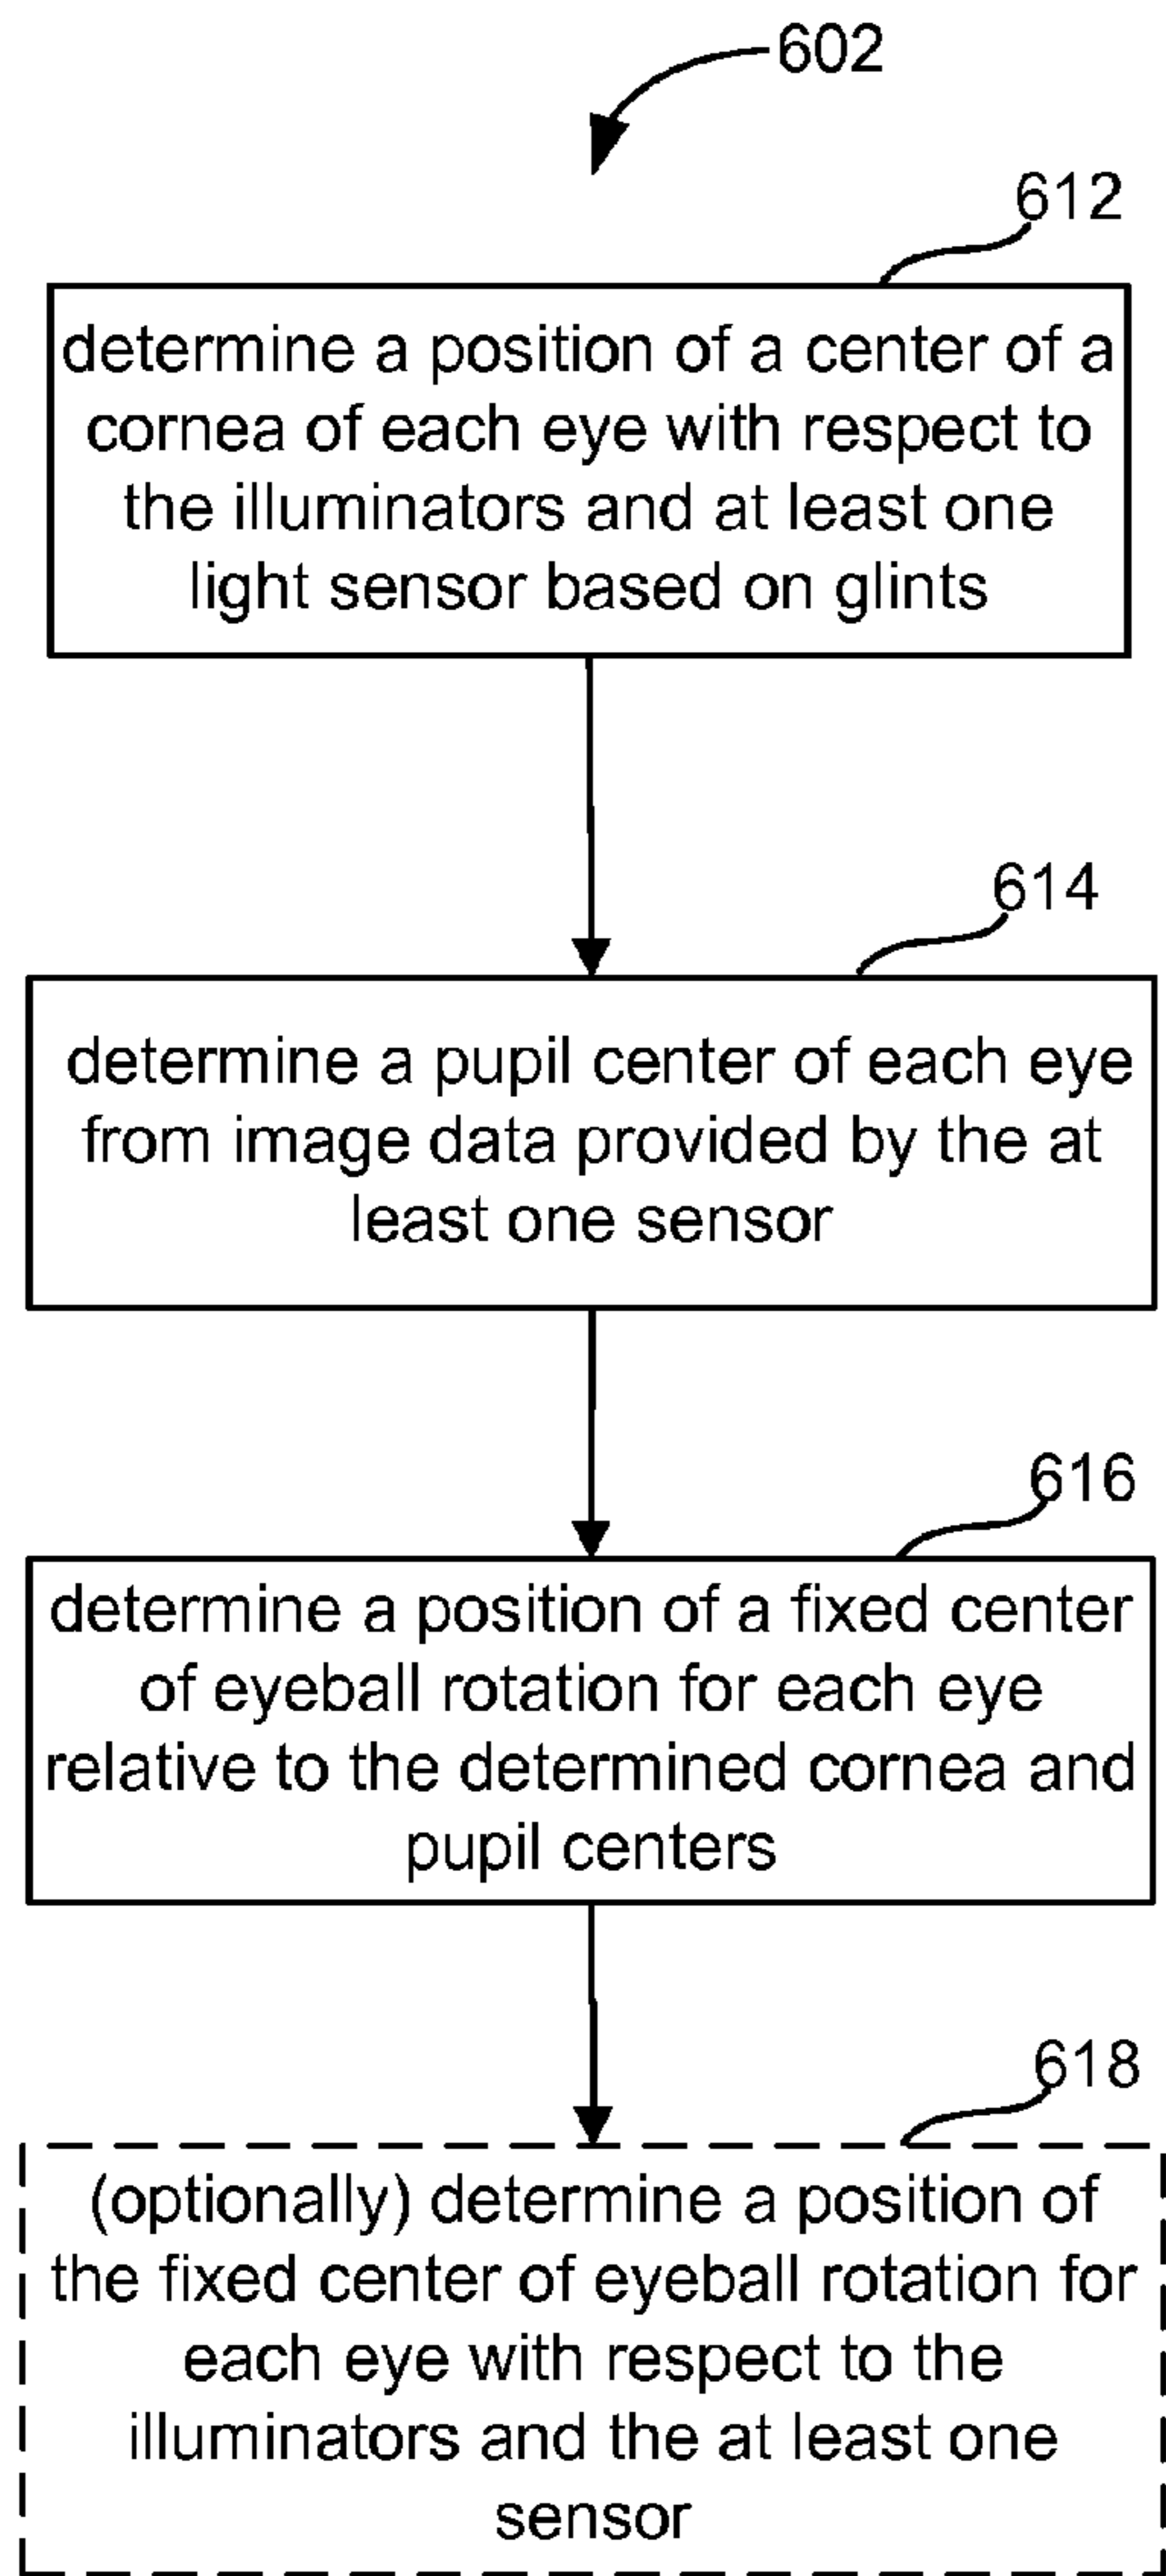 602
612
determine a position of a center of a
cornea of each eye with respect to
the illuminators and at least one
light sensor based on glints
614
determine a pupil center of each eye
from image data provided by the at
least one sensor
616
determine a position of a fixed center
of eyeball rotation for each eye
relative to the determined cornea and
pupil centers
618
(optionally) determine a position of
the fixed center of eyeball rotation for
each eye with respect to the
illuminators and the at least one
sensor